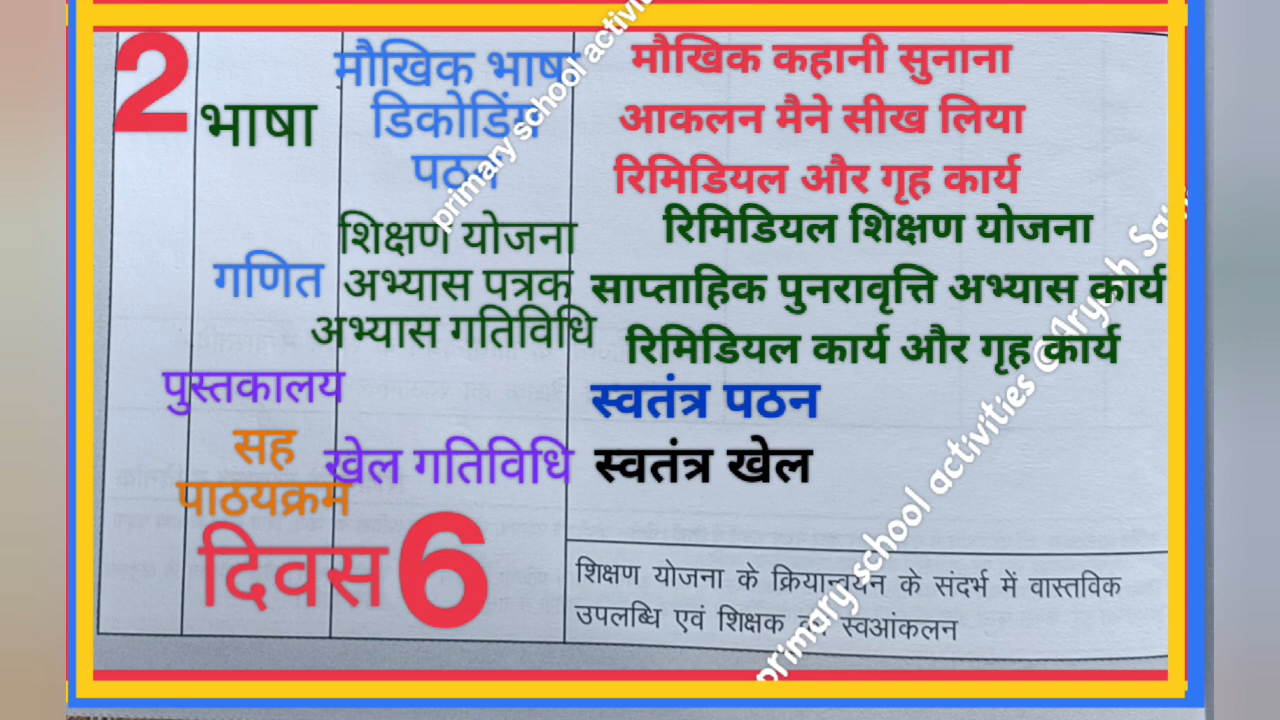 2
भाषा
मौखिक भाषा
डिकोडिंग
पठन
मौखिक कहानी सुनाना
आकलन मैने सीख लिया
रिमिडियल और गृह कार्य
गणित
शिक्षण योजना
अभ्यास पत्रक
अभ्यास गतिविधि
रिमिडियल शिक्षण योजना
साप्ताहिक पुनरावृत्ति अभ्यास कार्य
रिमिडियल कार्य और गृह कार्य
पुस्तकालय
स्वतंत्र पठन
सह
पाठयक्रम
खेल गतिविधि
स्वतंत्र खेल
दिवस 6
शिक्षण योजना के क्रियान्वयन के संदर्भ में वास्तविक
उपलब्धि एवं शिक्षक का स्वआंकलन
primary school activities
primary school activities @Aryesh